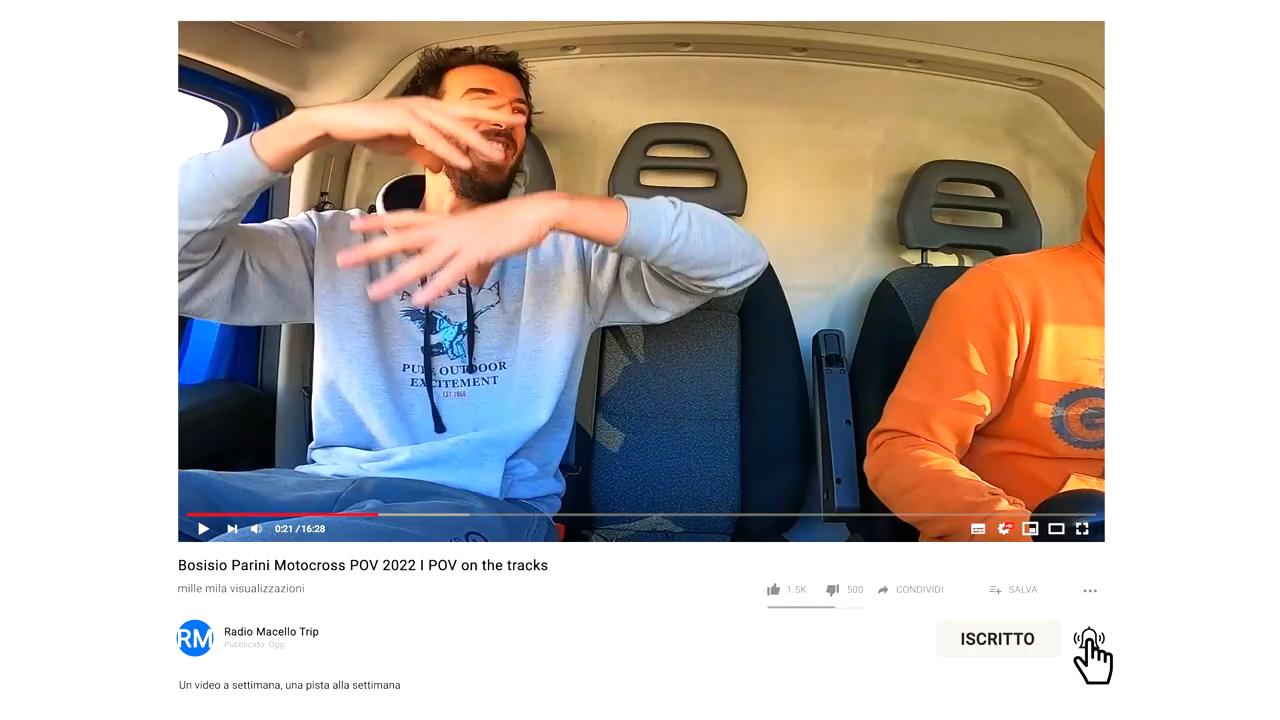 PURE OUTDOOR
EXCITEMENT
EST. 1960
0:21 / 16:28
HD
Bosisio Parini Motocross POV 2022 I POV on the tracks
mille mila visualizzazioni
1.5K
500
CONDIVIDI
SALVA
RM
Radio Macello Trip
Pubblicato: Oggi
ISCRITTO
Un video a settimana, una pista alla settimana